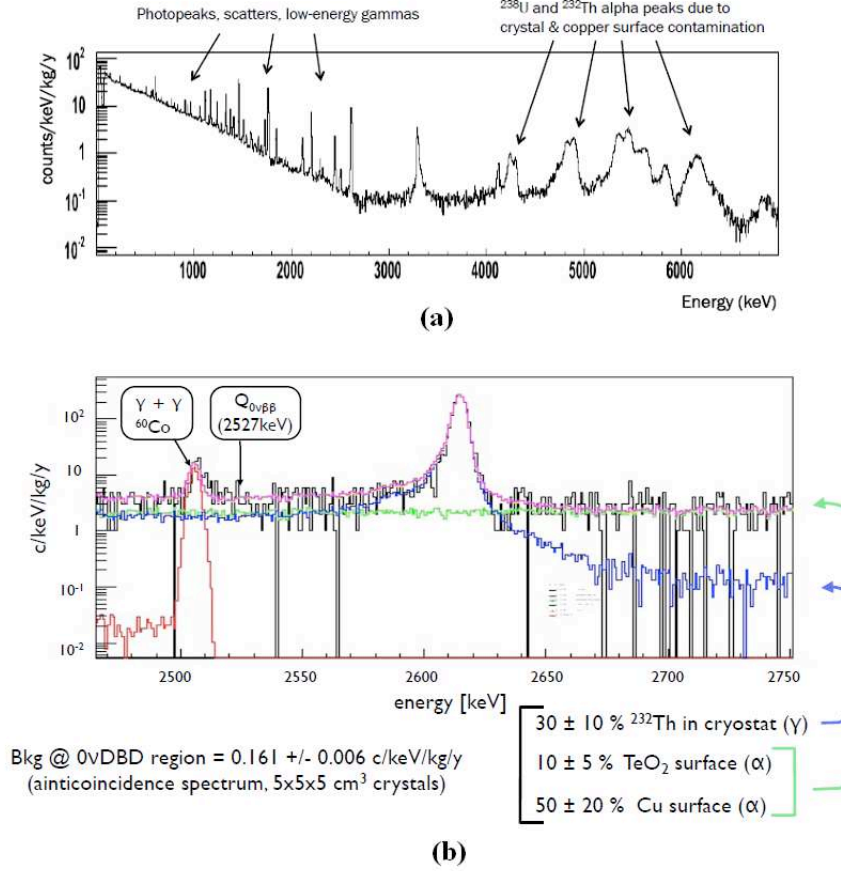 Photopeaks, scatters, low-energy gammas
²³⁸U and ²³²Th alpha peaks due to
crystal & copper surface contamination
counts/keV/kg/y
10²
10
1
10⁻¹
10⁻²
1000 2000 3000 4000 5000 6000
Energy (keV)
(a)
γ + γ
⁶⁰Co
Q0νββ
(2527keV)
c/keV/kg/y
10²
10
1
10⁻¹
10⁻²
2500 2550 2600 2650 2700 2750
energy [keV]
30 ± 10 % ²³²Th in cryostat (γ)
10 ± 5 % TeO₂ surface (α)
50 ± 20 % Cu surface (α)
Bkg @ 0νDBD region = 0.161 +/- 0.006 c/keV/kg/y
(ainticoincidence spectrum, 5x5x5 cm³ crystals)
(b)